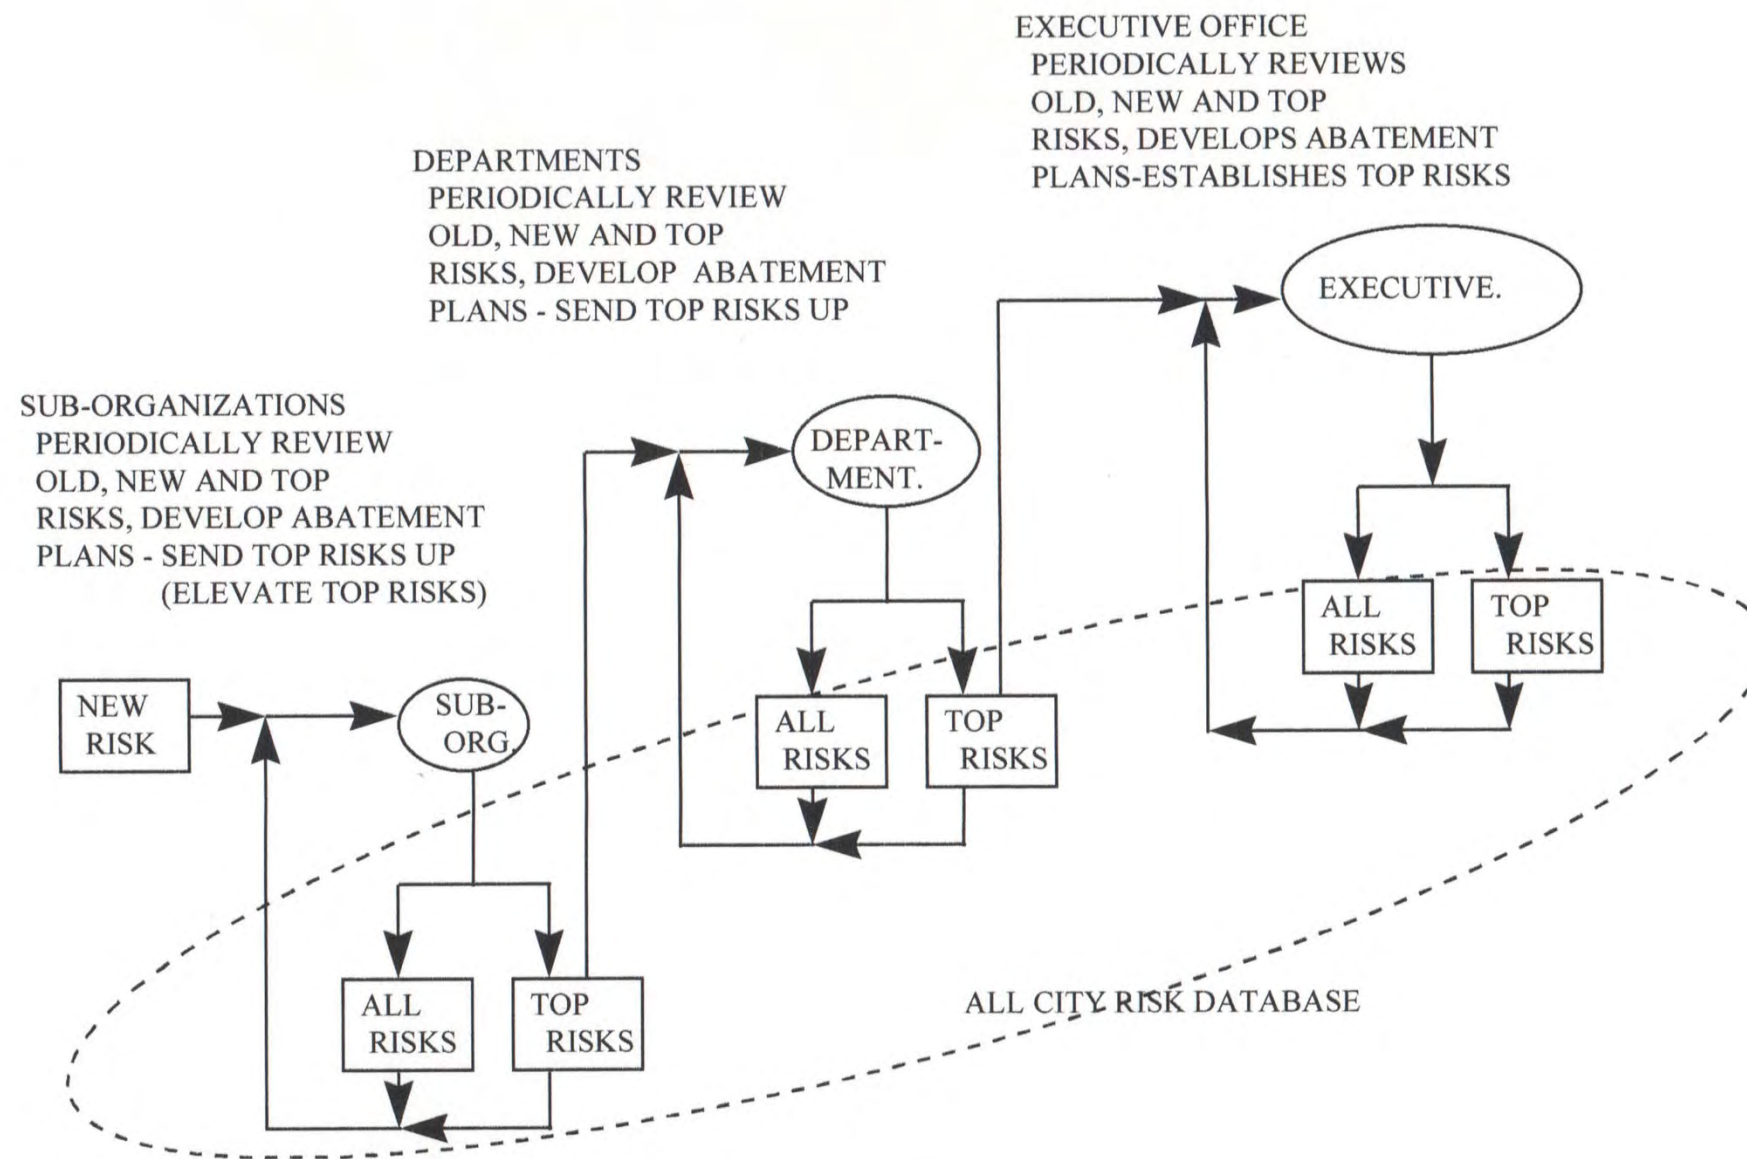 EXECUTIVE OFFICE
PERIODICALLY REVIEWS
OLD, NEW AND TOP
RISKS, DEVELOPS ABATEMENT
PLANS-ESTABLISHES TOP RISKS
DEPARTMENTS
PERIODICALLY REVIEW
OLD, NEW AND TOP
RISKS, DEVELOP ABATEMENT
PLANS - SEND TOP RISKS UP
EXECUTIVE.
SUB-ORGANIZATIONS
PERIODICALLY REVIEW
OLD, NEW AND TOP
RISKS, DEVELOP ABATEMENT
PLANS - SEND TOP RISKS UP
(ELEVATE TOP RISKS)
DEPART-
MENT.
ALL
RISKS
TOP
RISKS
NEW
RISK
SUB-
ORG.
ALL
RISKS
TOP
RISKS
ALL
RISKS
TOP
RISKS
ALL CITY RISK DATABASE